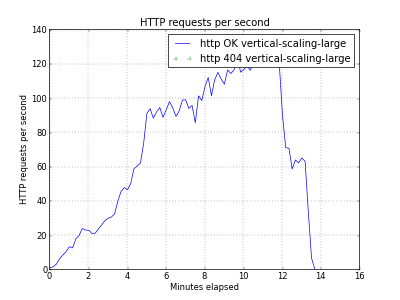 HTTP requests per second
140
120
100
80
60
40
20
0
HTTP requests per second
http OK vertical-scaling-large
http 404 vertical-scaling-large
0 2 4 6 8 10 12 14 16
Minutes elapsed